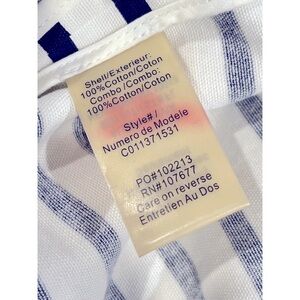 Shell/Exterieur:
100%Cotton/Coton
Combo/Combo:
100%Cotton/Coton
Style#/
Numero de Modele
C011371531
PO#102213
RN#107677
Care on reverse
Entretien Au Dos